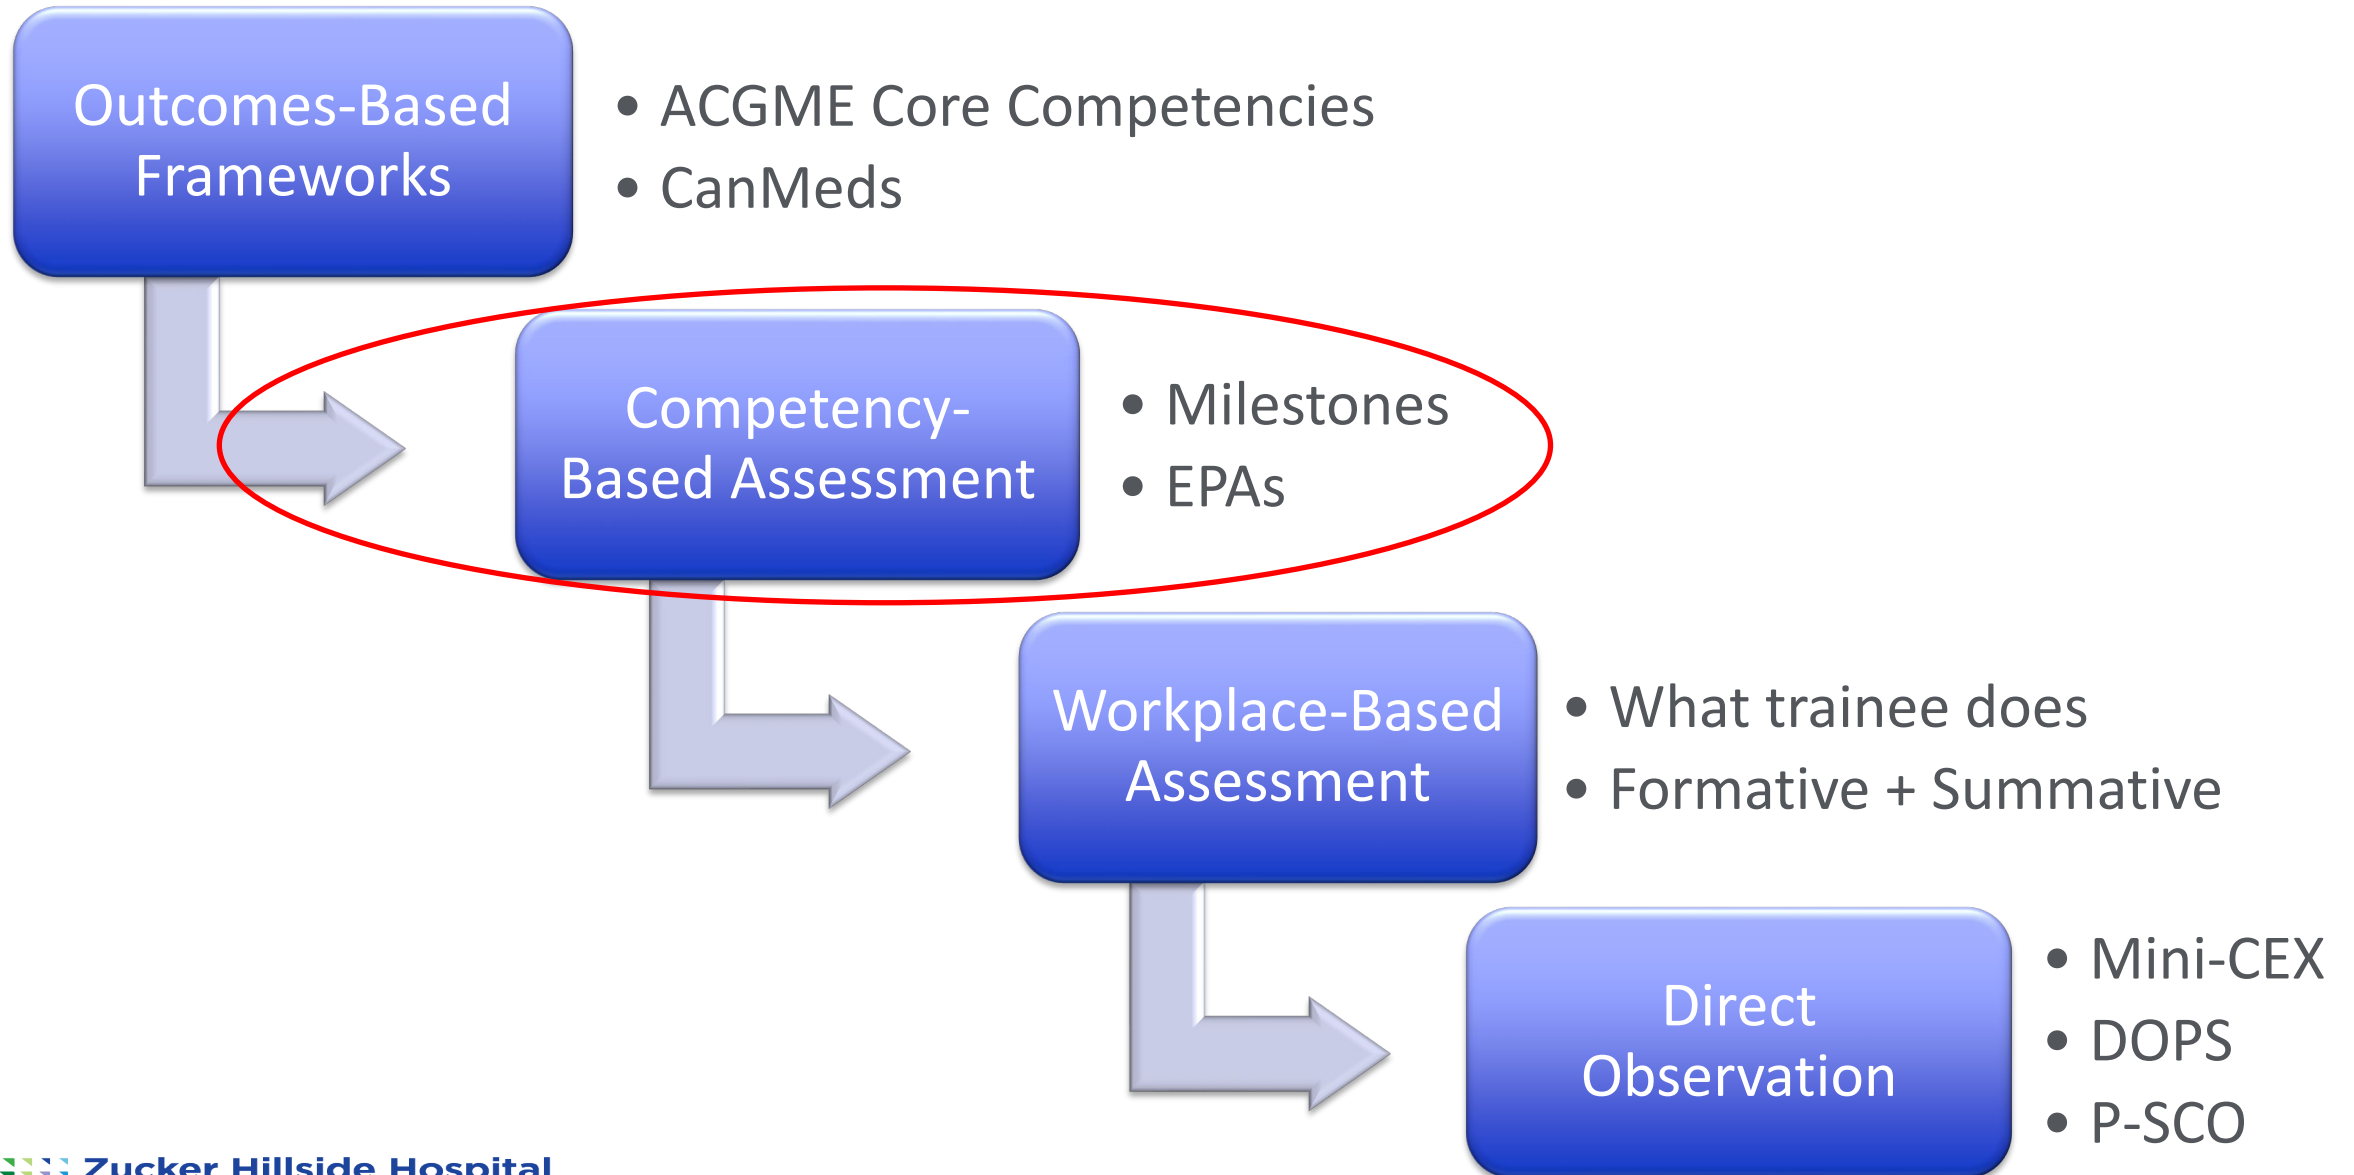 Outcomes-Based
Frameworks
• ACGME Core Competencies
• CanMeds
Competency-
Based Assessment
• Milestones
• EPAs
Workplace-Based
Assessment
• What trainee does
• Formative + Summative
Direct
Observation
• Mini-CEX
• DOPS
• P-SCO
Zucker Hillside Hospital